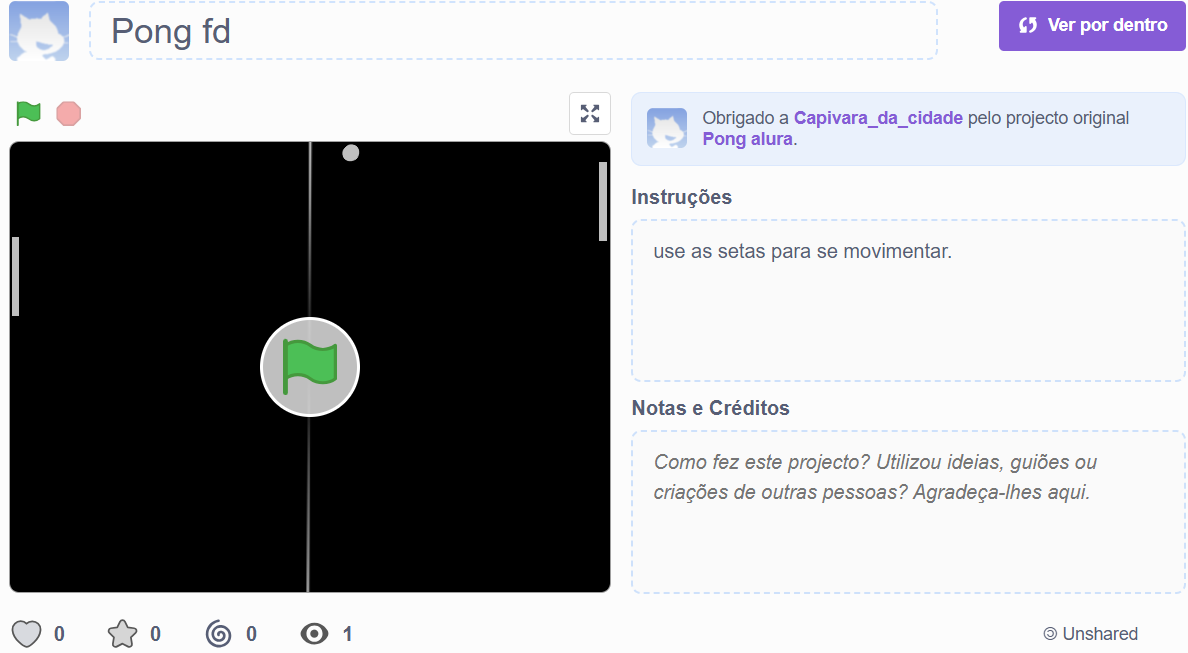 Pong fd
Ver por dentro
Obrigado a Capivara_da_cidade pelo projecto original
Pong alura.
Instruções
use as setas para se movimentar.
Notas e Créditos
Como fez este projecto? Utilizou ideias, guiões ou
criações de outras pessoas? Agradeça-lhes aqui.
0 0 0 1
Unshared